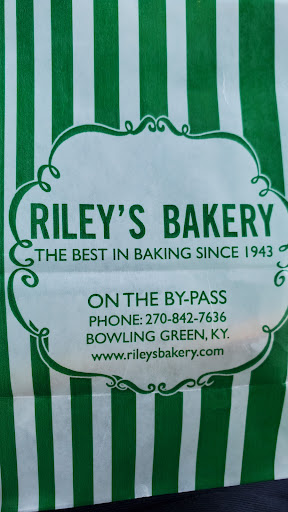 RILEY'S BAKERY
THE BEST IN BAKING SINCE 1943
ON THE BY-PASS
PHONE: 270-842-7636
BOWLING GREEN, KY.
www.rileysbakery.com